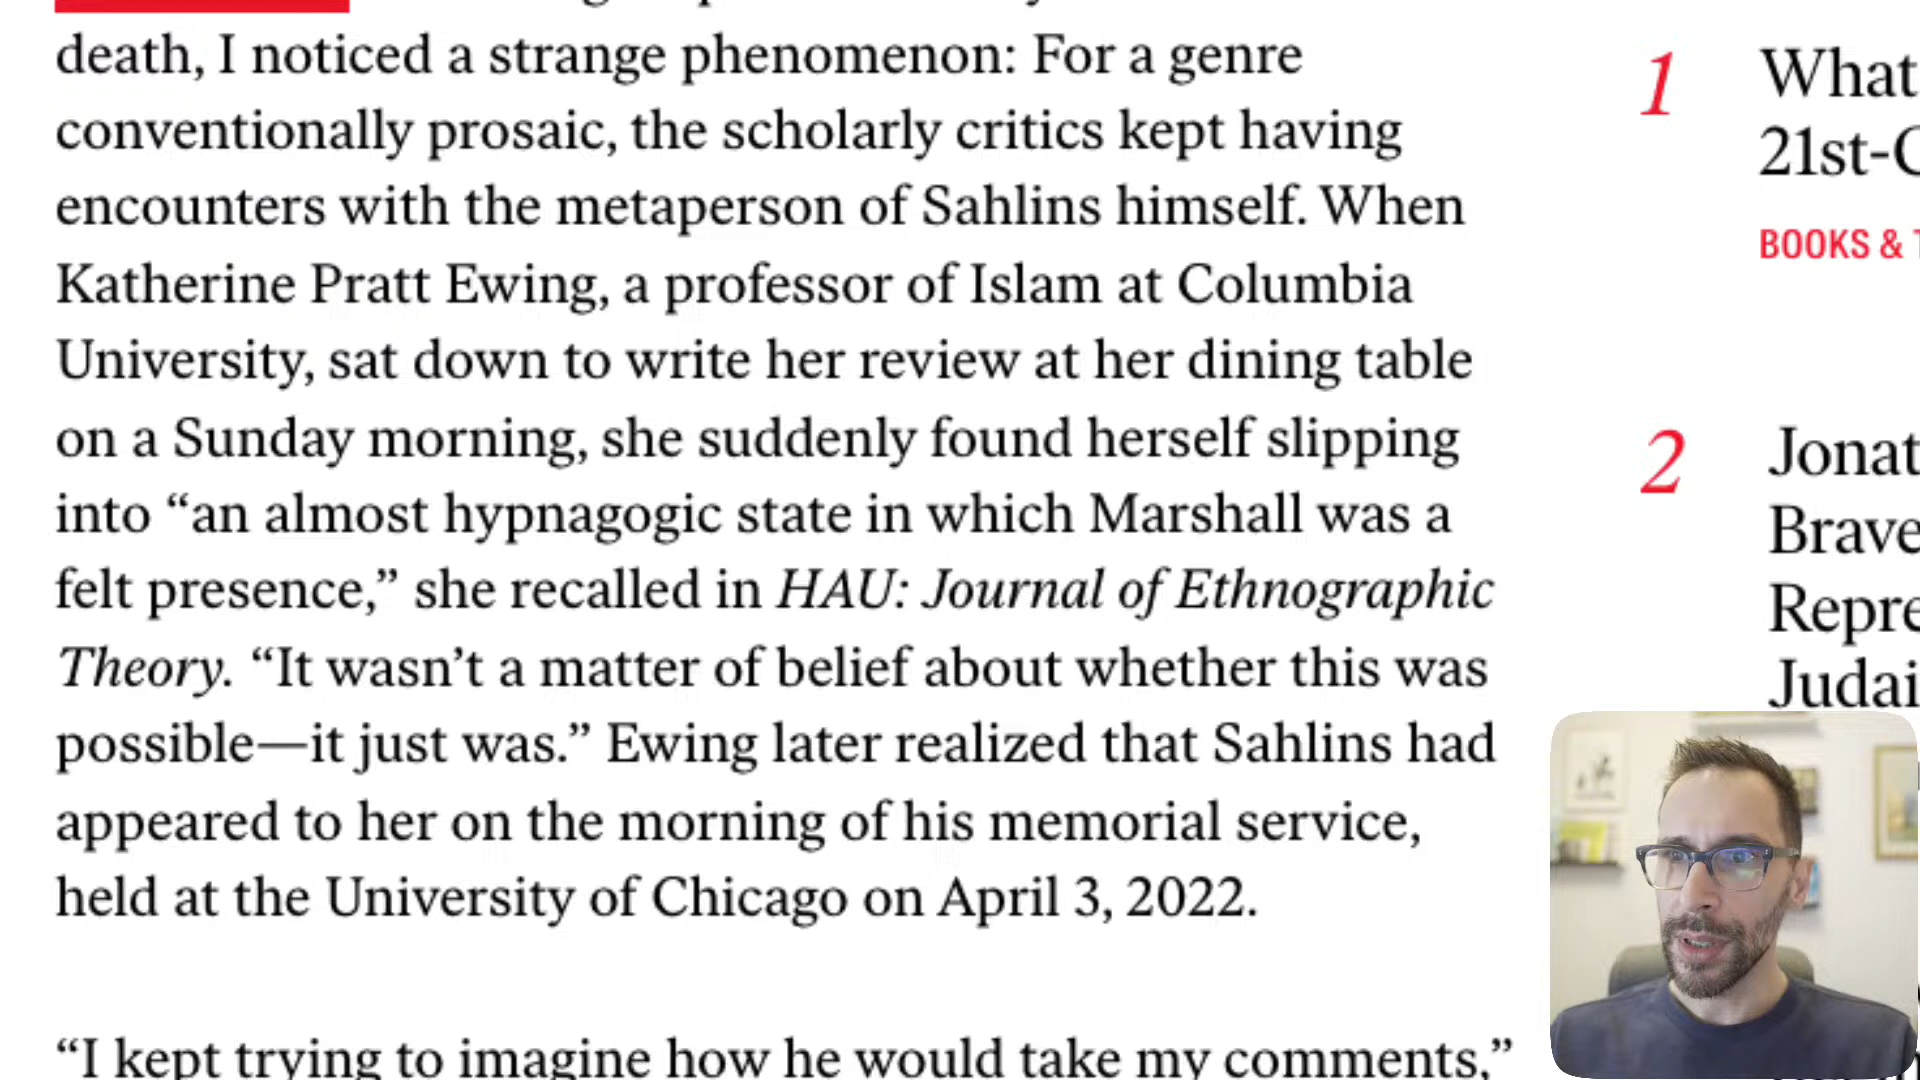 death, I noticed a strange phenomenon: For a genre
conventionally prosaic, the scholarly critics kept having
encounters with the metaperson of Sahlins himself. When
Katherine Pratt Ewing, a professor of Islam at Columbia
University, sat down to write her review at her dining table
on a Sunday morning, she suddenly found herself slipping
into “an almost hypnagogic state in which Marshall was a
felt presence,” she recalled in HAU: Journal of Ethnographic
Theory. “It wasn’t a matter of belief about whether this was
possible—it just was.” Ewing later realized that Sahlins had
appeared to her on the morning of his memorial service,
held at the University of Chicago on April 3, 2022.
“I kept trying to imagine how he would take my comments,”
1
What
21st-C
BOOKS &
2
Jonat
Brave
Repre
Judai